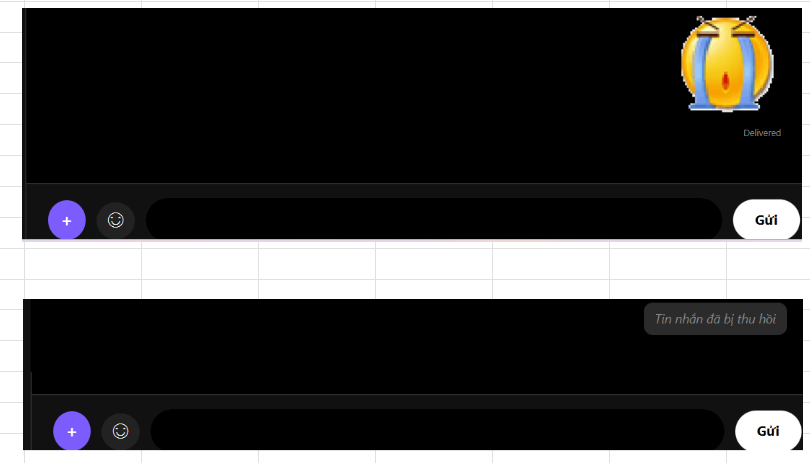 Delivered
+
Gửi
Tin nhắn đã bị thu hồi
+
Gửi